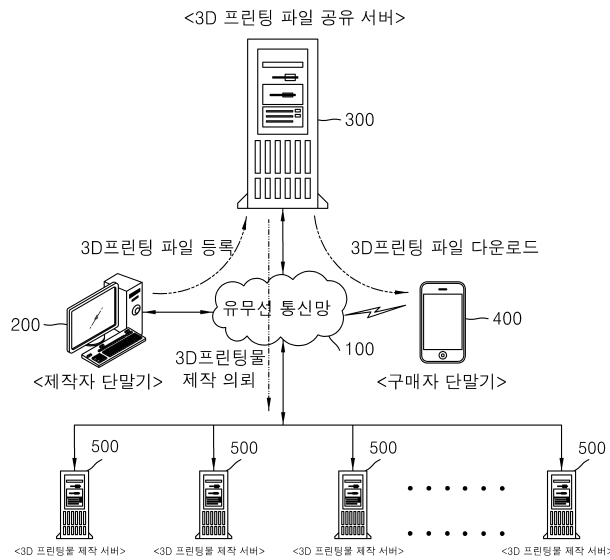 <3D 프린팅 파일 공유 서버>
300
3D프린팅 파일 등록
3D프린팅 파일 다운로드
200
유무선 통신망
400
100
<제작자 단말기>
3D프린팅물
제작 의뢰
<구매자 단말기>
500
500
500
500
<3D 프린팅물 제작 서버>
<3D 프린팅물 제작 서버>
<3D 프린팅물 제작 서버>
<3D 프린팅물 제작 서버>